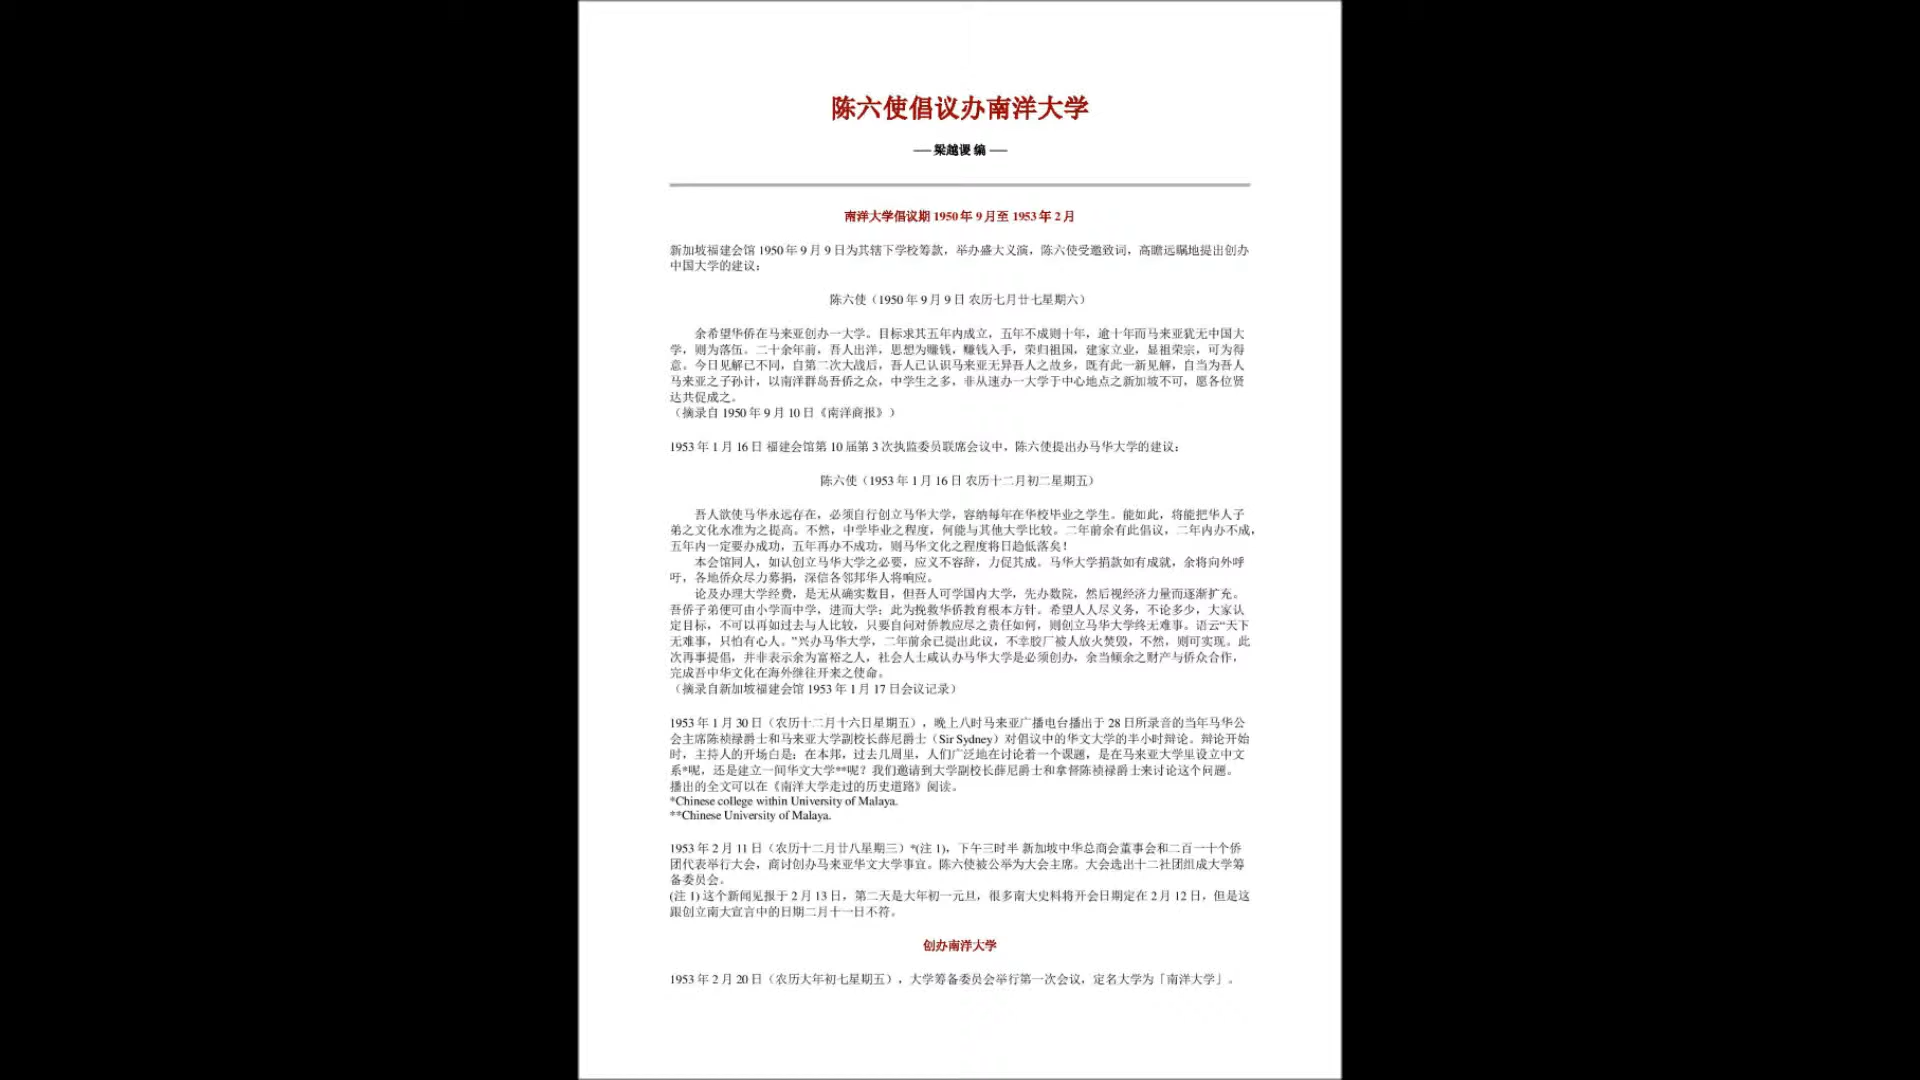 陈六使倡议办南洋大学
── 梁越谡 编 ──
南洋大学倡议期 1950 年 9 月至 1953 年 2 月
新加坡福建会馆 1950 年 9 月 9 日为其辖下学校筹款，举办盛大义演，陈六使受邀致词，高瞻远瞩地提出创办
中国大学的建议：
陈六使（1950 年 9 月 9 日 农历七月廿七星期六）
余希望华侨在马来亚创办一大学。目标求其五年内成立，五年不成则十年，逾十年而马来亚犹无中国大
学，则为落伍。二十余年前，吾人出洋，思想为赚钱，赚钱入手，荣归祖国，建家立业，显祖荣宗，可为得
意。今日见解已不同，自第二次大战后，吾人已认识马来亚无异吾人之故乡，既有此一新见解，自当为吾人
马来亚之子孙计，以南洋群岛吾侨之众，中学生之多，非从速办一大学于中心地点之新加坡不可，愿各位贤
达共促成之。
（摘录自 1950 年 9 月 10 日《南洋商报》）
1953 年 1 月 16 日 福建会馆第 10 届第 3 次执监委员联席会议中，陈六使提出办马华大学的建议：
陈六使（1953 年 1 月 16 日 农历十二月初二星期五）
吾人欲使马华永远存在，必须自行创立马华大学，容纳每年在华校毕业之学生。能如此，将能把华人子
弟之文化水准为之提高。不然，中学毕业之程度，何能与其他大学比较。二年前余有此倡议，二年内办不成，
五年内一定要办成功，五年再办不成功，则马华文化之程度将日趋低落矣！
本会馆同人，如认创立马华大学之必要，应义不容辞，力促其成。马华大学捐款如有成就，余将向外呼
吁，各地侨众尽力募捐，深信各邻邦华人将响应。
论及办理大学经费，是无从确实数目，但吾人可学国内大学，先办数院，然后视经济力量而逐渐扩充。
吾侨子弟便可由小学而中学，进而大学；此为挽救华侨教育根本方针。希望人人尽义务，不论多少，大家认
定目标，不可以再如过去与人比较，只要自问对侨教应尽之责任如何，则创立马华大学终无难事。语云“天下
无难事，只怕有心人。”兴办马华大学，二年前余已提出此议，不幸胶厂被人放火焚毁，不然，则可实现。此
次再事提倡，并非表示余为富裕之人，社会人士咸认办马华大学是必须创办，余当倾余之财产与侨众合作，
完成吾中华文化在海外继往开来之使命。
（摘录自新加坡福建会馆 1953 年 1 月 17 日会议记录）
1953 年 1 月 30 日（农历十二月十六日星期五），晚上八时马来亚广播电台播出于 28 日所录音的当年马华公
会主席陈祯禄爵士和马来亚大学副校长薛尼爵士（Sir Sydney）对倡议中的华文大学的半小时辩论。辩论开始
时，主持人的开场白是：在本邦，过去几周里，人们广泛地在讨论着一个课题，是在马来亚大学里设立中文
系*呢，还是建立一间华文大学**呢？我们邀请到大学副校长薛尼爵士和拿督陈祯禄爵士来讨论这个问题。
播出的全文可以在《南洋大学走过的历史道路》阅读。
*Chinese college within University of Malaya.
**Chinese University of Malaya.
1953 年 2 月 11 日（农历十二月廿八星期三）*(注 1)，下午三时半 新加坡中华总商会董事会和二百一十个侨
团代表举行大会，商讨创办马来亚华文大学事宜。陈六使被公举为大会主席。大会选出十二社团组成大学筹
备委员会。
(注 1) 这个新闻见报于 2 月 13 日，第二天是大年初一元旦，很多南大史料将开会日期定在 2 月 12 日，但是这
跟创立南大宣言中的日期二月十一日不符。
创办南洋大学
1953 年 2 月 20 日（农历大年初七星期五），大学筹备委员会举行第一次会议，定名大学为「南洋大学」。